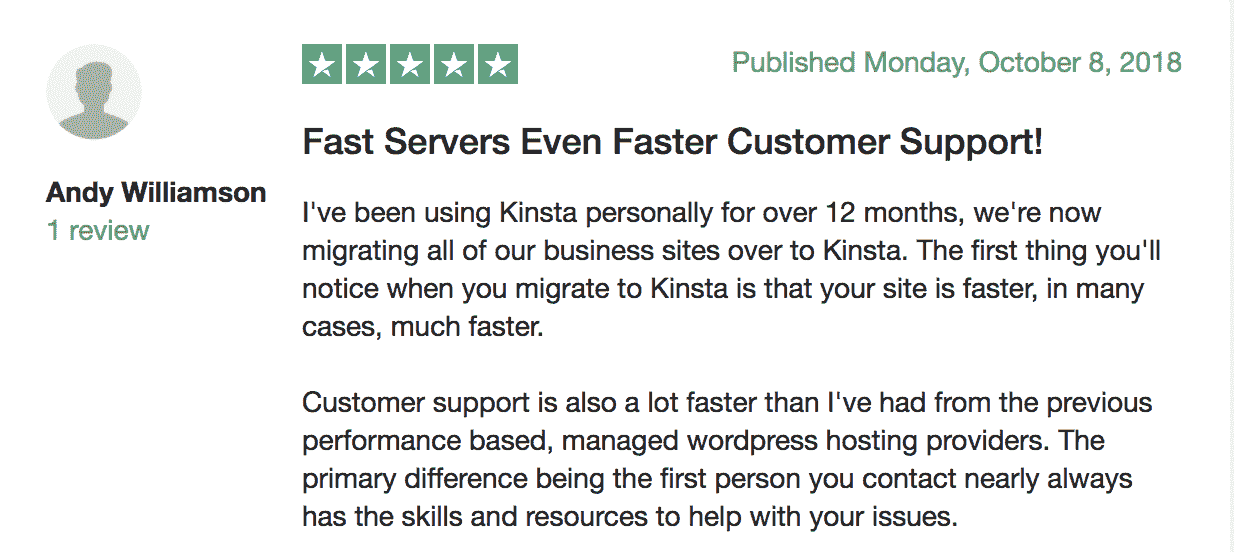 Published Monday, October 8, 2018
Fast Servers Even Faster Customer Support!
Andy Williamson
1 review
I've been using Kinsta personally for over 12 months, we're now
migrating all of our business sites over to Kinsta. The first thing you'll
notice when you migrate to Kinsta is that your site is faster, in many
cases, much faster.
Customer support is also a lot faster than I've had from the previous
performance based, managed wordpress hosting providers. The
primary difference being the first person you contact nearly always
has the skills and resources to help with your issues.